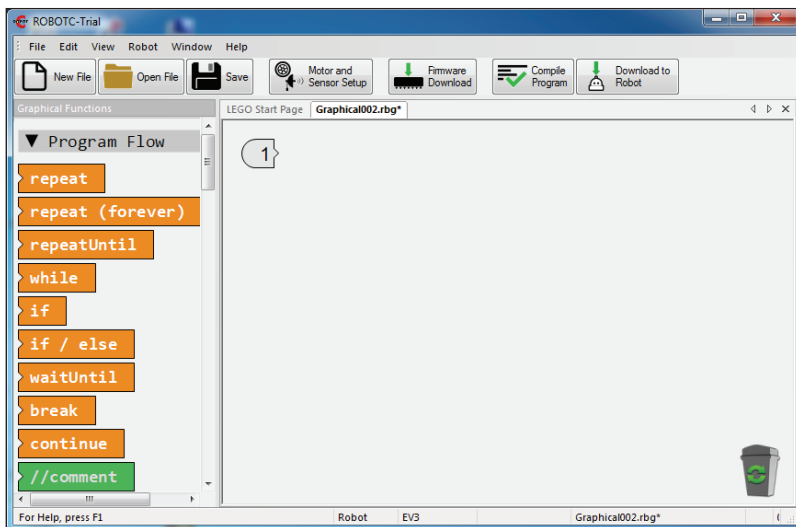 ROBOTC-Trial
File Edit View Robot Window Help
New File Open File Save Motor and Sensor Setup Firmware Download Compile Program Download to Robot
Graphical Functions
LEGO Start Page Graphical002.rbg*
▼ Program Flow
1
repeat
repeat (forever)
repeatUntil
while
if
if / else
waitUntil
break
continue
//comment
For Help, press F1 Robot EV3 Graphical002.rbg*